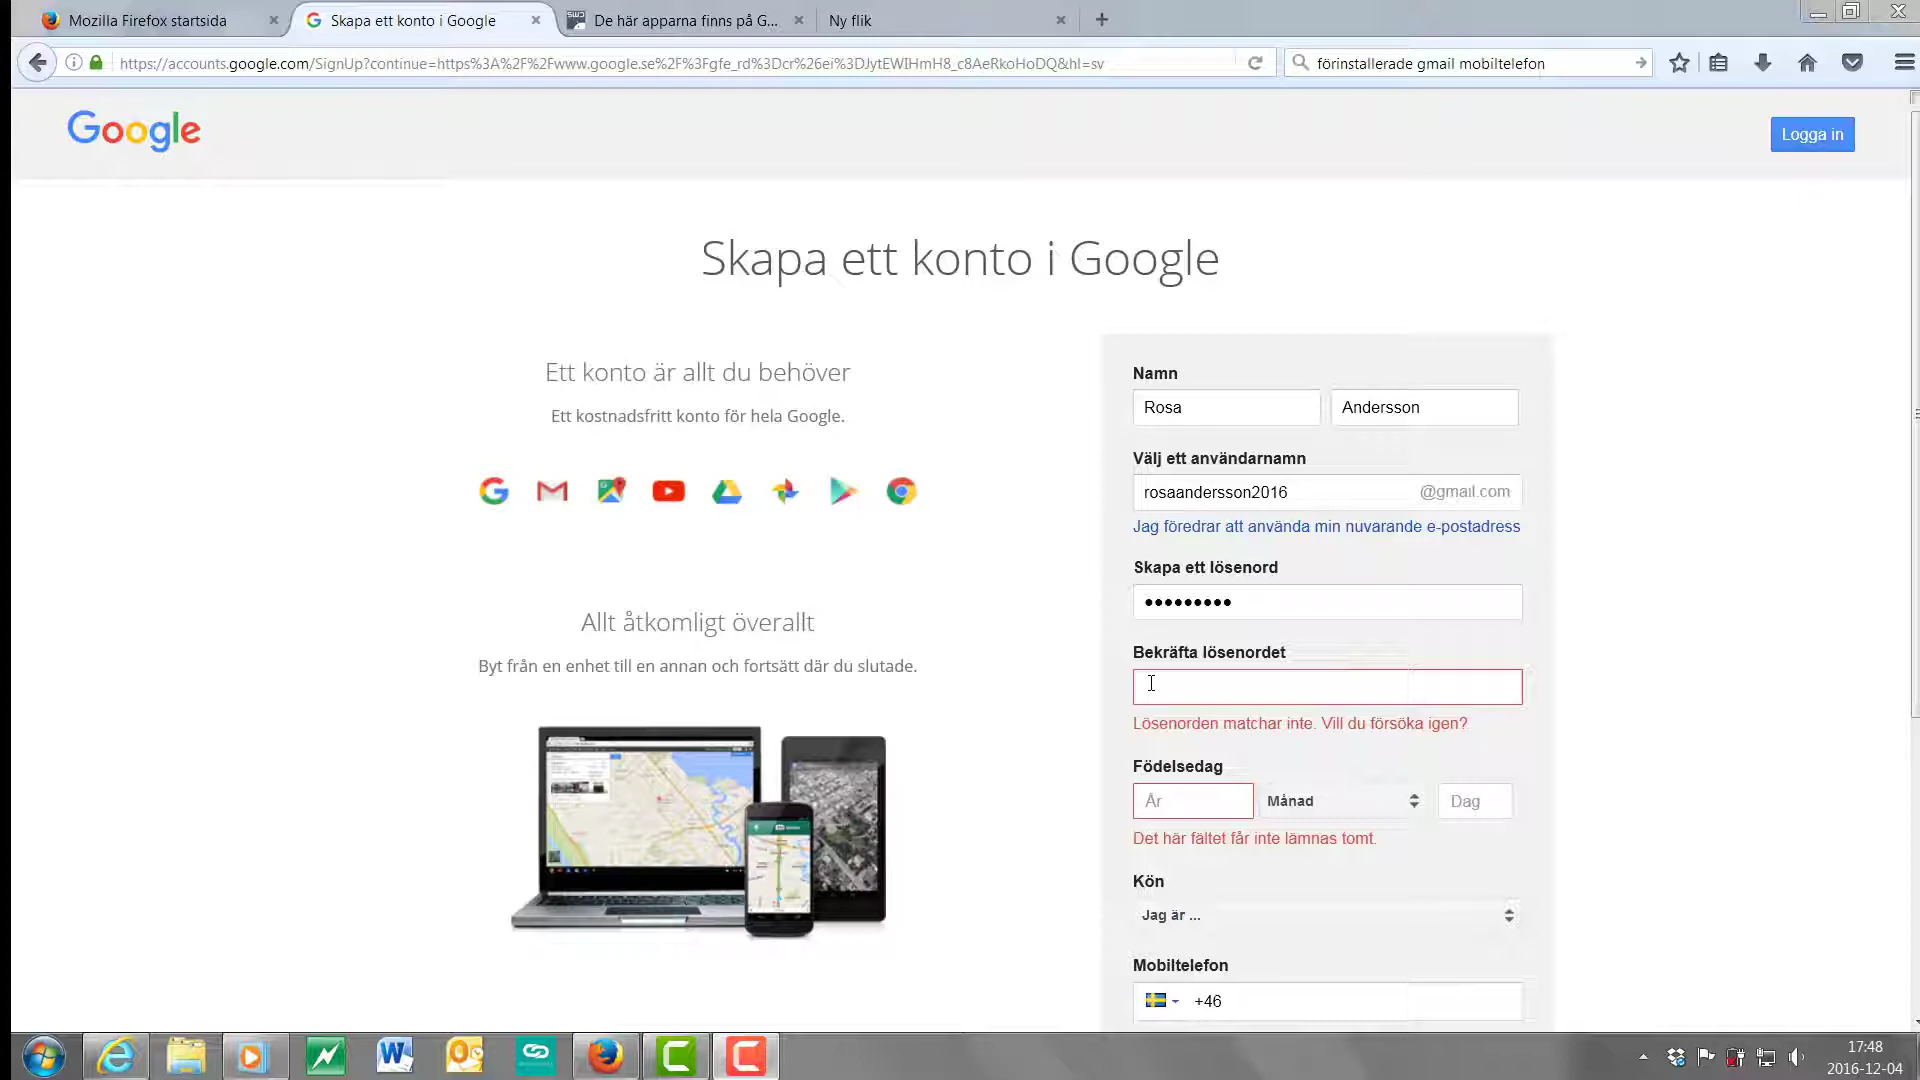 Mozilla Firefox startsida
Skapa ett konto i Google
De här apparna finns på G...
Ny flik
https://accounts.google.com/SignUp?continue=https%3A%2F%2Fwww.google.se%2F%3Fgfe_rd%3Dcr%26ei%3DJytEWIHmH8_c8AeRkoHoDQ&hl=sv
förinstallerade gmail mobiltelefon
Google
Logga in
Skapa ett konto i Google
Ett konto är allt du behöver
Ett kostnadsfritt konto för hela Google.
Allt åtkomligt överallt
Byt från en enhet till en annan och fortsätt där du slutade.
Namn
Rosa
Andersson
Välj ett användarnamn
rosaandersson2016
@gmail.com
Jag föredrar att använda min nuvarande e-postadress
Skapa ett lösenord
•••••••••
Bekräfta lösenordet
Lösenorden matchar inte. Vill du försöka igen?
Födelsedag
År
Månad
Dag
Det här fältet får inte lämnas tomt.
Kön
Jag är ...
Mobiltelefon
+46
17:48
2016-12-04